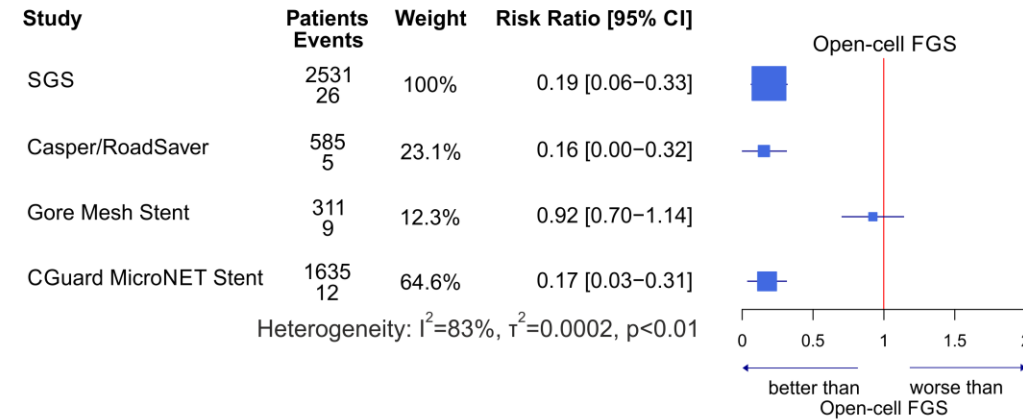 Study Patients Events Weight Risk Ratio [95% CI]
Open-cell FGS
SGS 2531 26 100% 0.19 [0.06−0.33]
Casper/RoadSaver 585 5 23.1% 0.16 [0.00−0.32]
Gore Mesh Stent 311 9 12.3% 0.92 [0.70−1.14]
CGuard MicroNET Stent 1635 12 64.6% 0.17 [0.03−0.31]
Heterogeneity: I²=83%, τ²=0.0002, p<0.01
0 0.5 1 1.5
better than worse than
Open-cell FGS